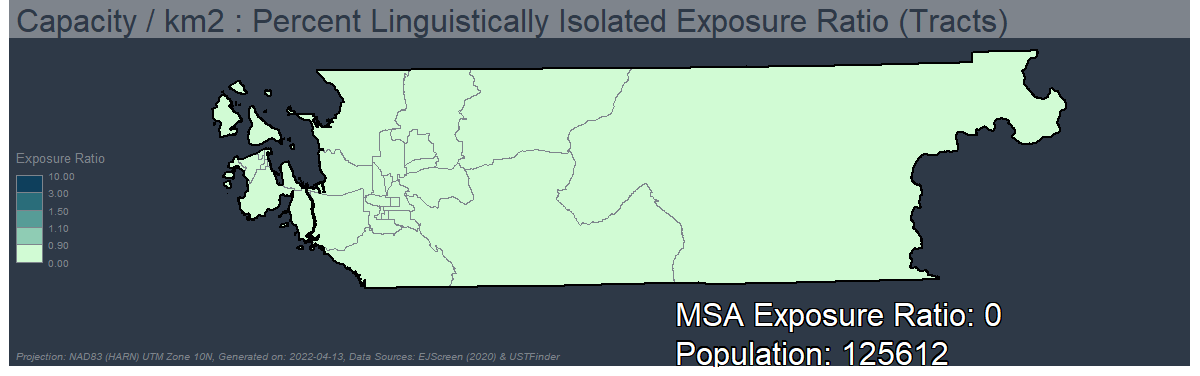 Capacity / km2 : Percent Linguistically Isolated Exposure Ratio (Tracts)
Exposure Ratio
10.00
3.00
1.50
1.10
0.90
0.00
MSA Exposure Ratio: 0
Population: 125612
Projection: NAD83 (HARN) UTM Zone 10N, Generated on: 2022-04-13, Data Sources: EJScreen (2020) & USTFinder